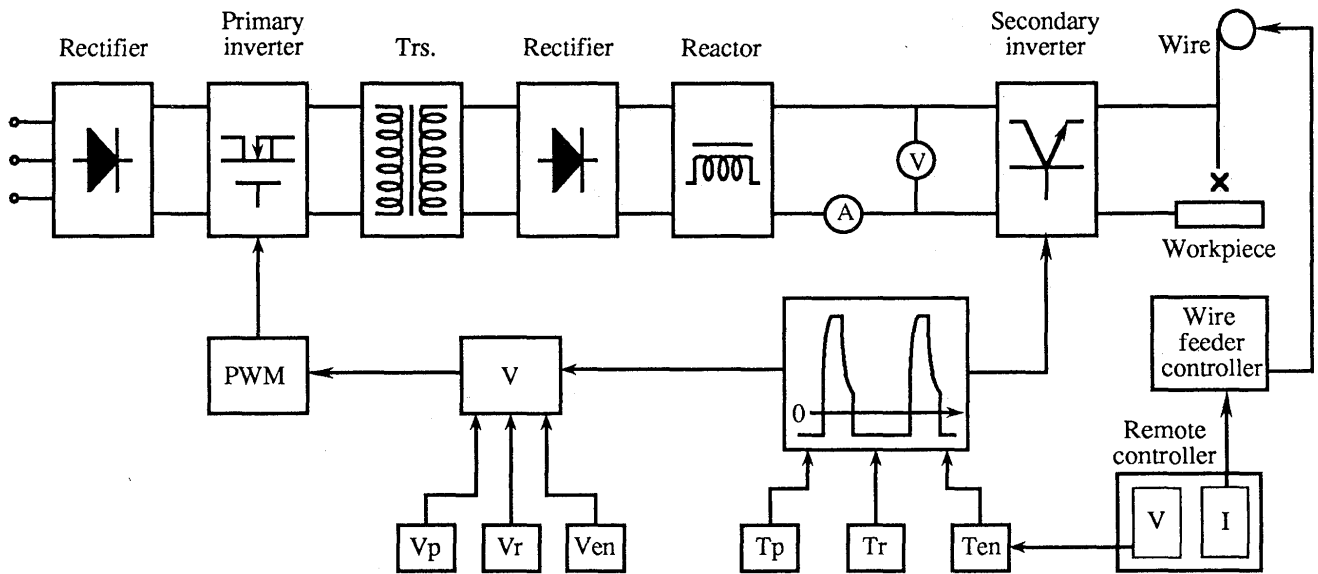 Rectifier
Primary
inverter
Trs.
Rectifier
Reactor
Secondary
inverter
Wire
V
A
Workpiece
PWM
V
0
Wire
feeder
controller
Remote
controller
Vp
Vr
Ven
Tp
Tr
Ten
V
I